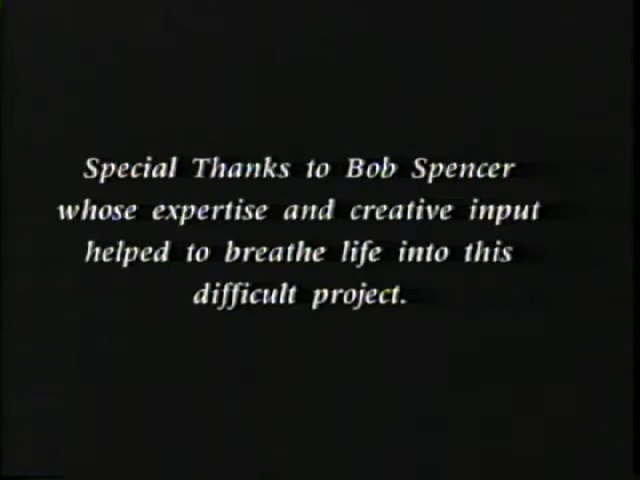 Special Thanks to Bob Spencer
whose expertise and creative input
helped to breathe life into this
difficult project.